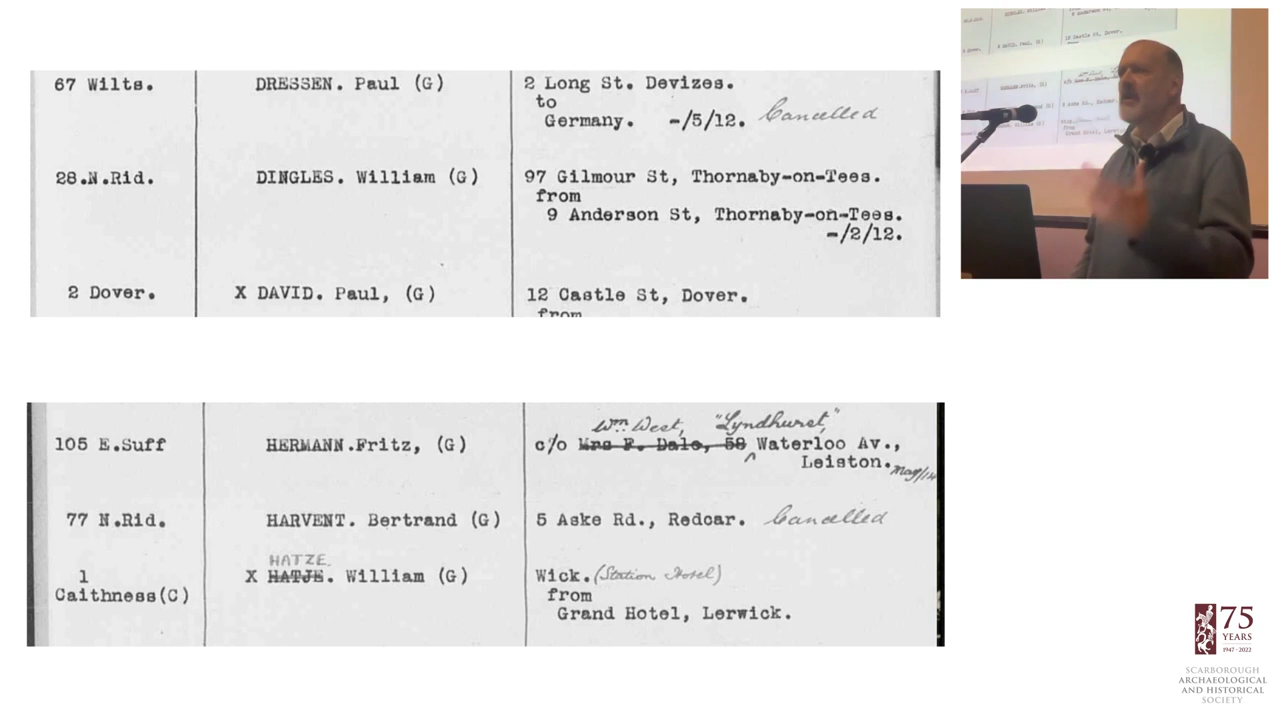 67 Wilts. DRESSEN. Paul (G) 2 Long St. Devizes.
to
Germany. -/5/12. Cancelled
28.N.Rid. DINGLES. William (G) 97 Gilmour St, Thornaby-on-Tees.
from
9 Anderson St, Thornaby-on-Tees.
-/2/12.
2 Dover. X DAVID. Paul, (G) 12 Castle St, Dover.
from
Wm West, "Lyndhurst,"
105 E.Suff HERMANN.Fritz, (G) c/o Mrs F. Dale, 58 Waterloo Av.,
Leiston. May/14
77 N.Rid. HARVENT. Bertrand (G) 5 Aske Rd., Redcar. Cancelled
HATZE.
1 X HATJE. William (G) Wick. (Station Hotel)
Caithness(C) from
Grand Hotel, Lerwick.
75
YEARS
1947-2022
SCARBOROUGH
ARCHAEOLOGICAL
AND HISTORICAL
SOCIETY